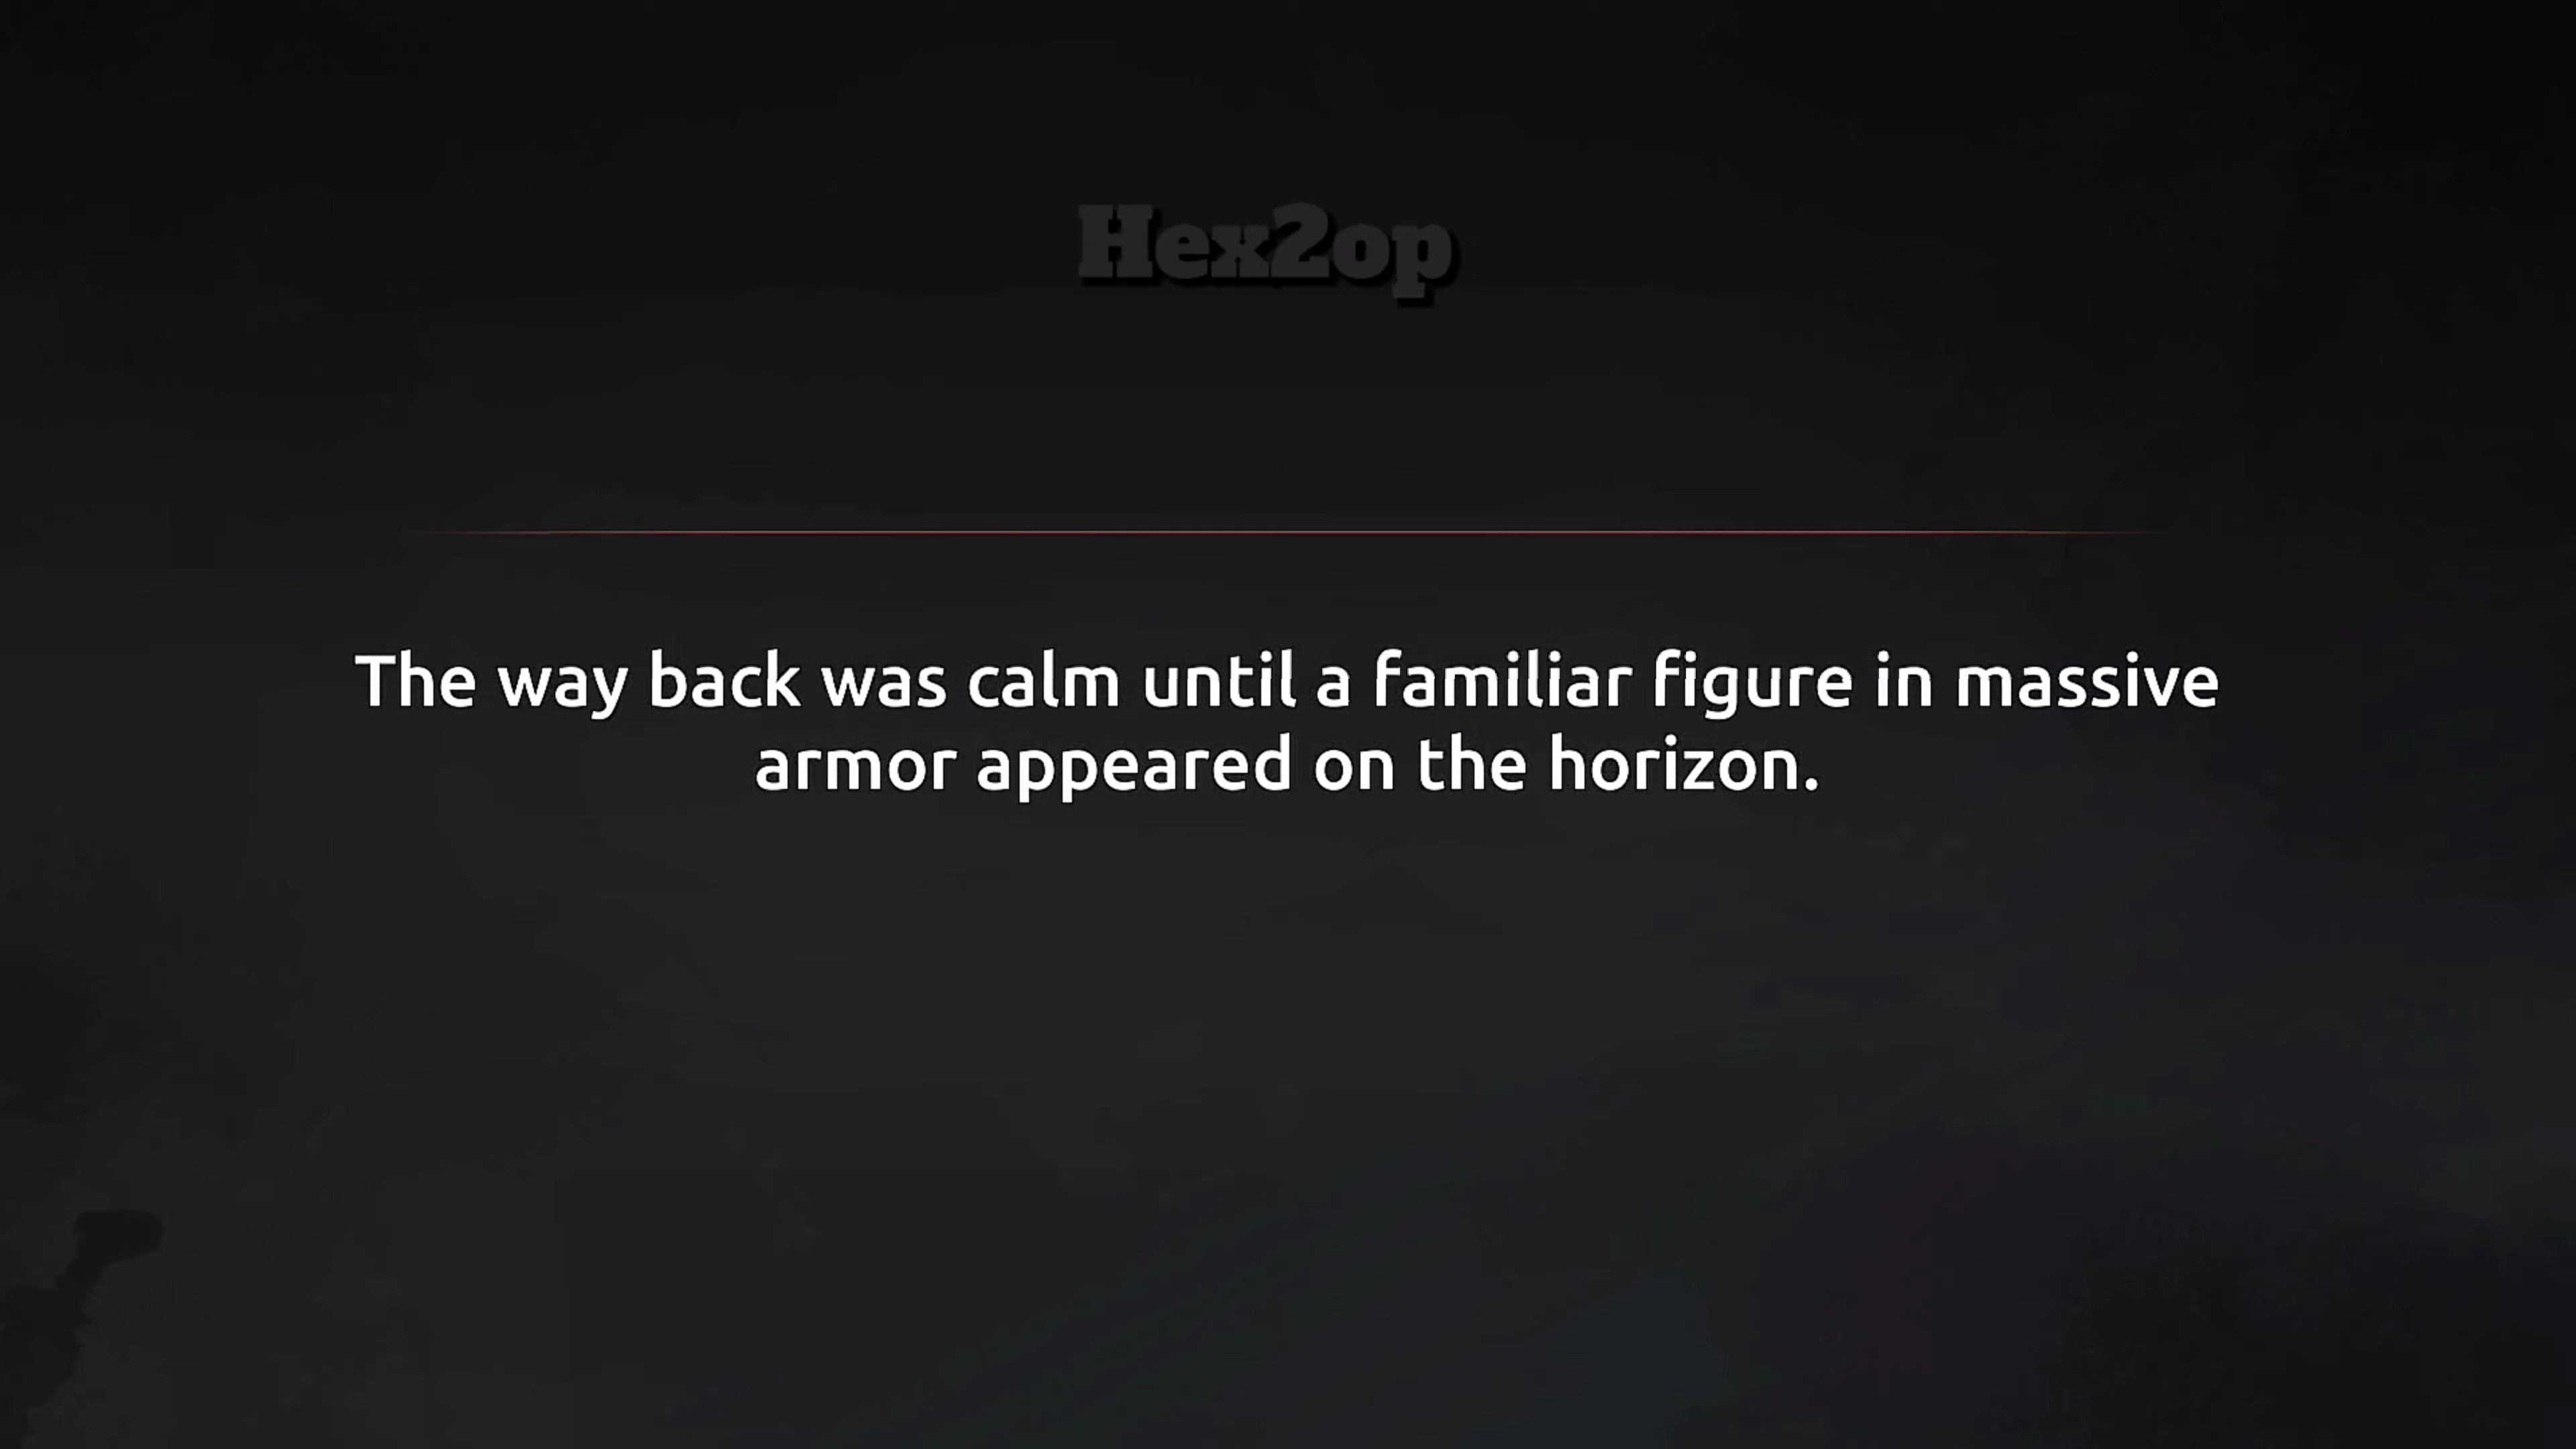 Hex2op
The way back was calm until a familiar figure in massive
armor appeared on the horizon.